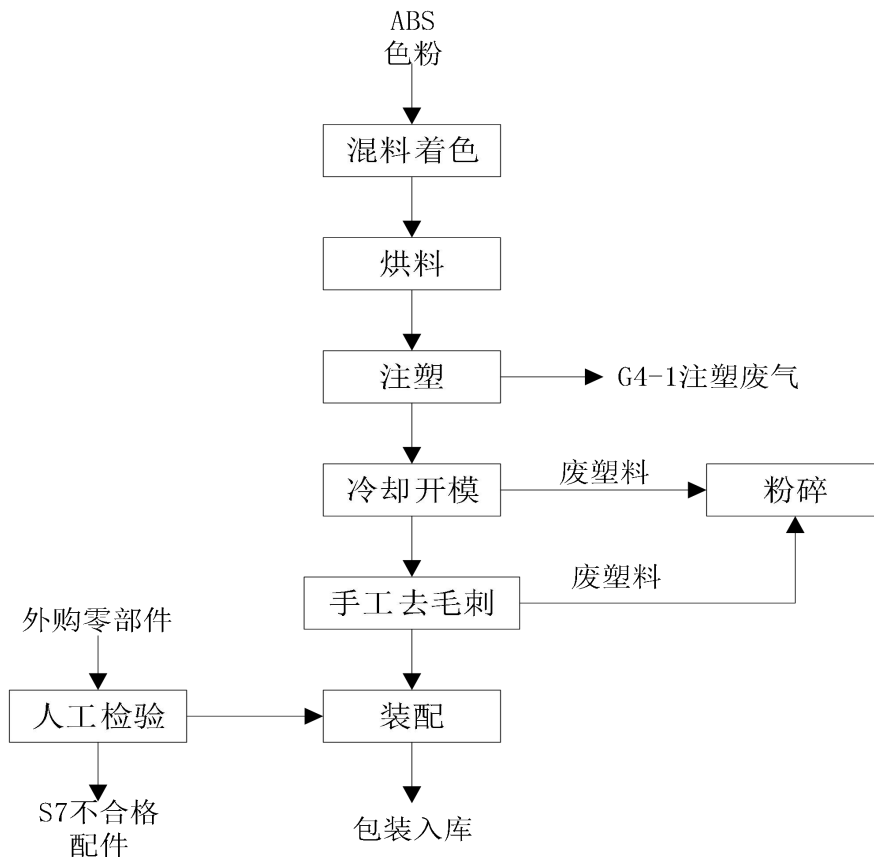 ABS
色粉
混料着色
烘料
注塑
G4-1注塑废气
冷却开模
废塑料
粉碎
手工去毛刺
废塑料
外购零部件
人工检验
装配
S7不合格
配件
包装入库